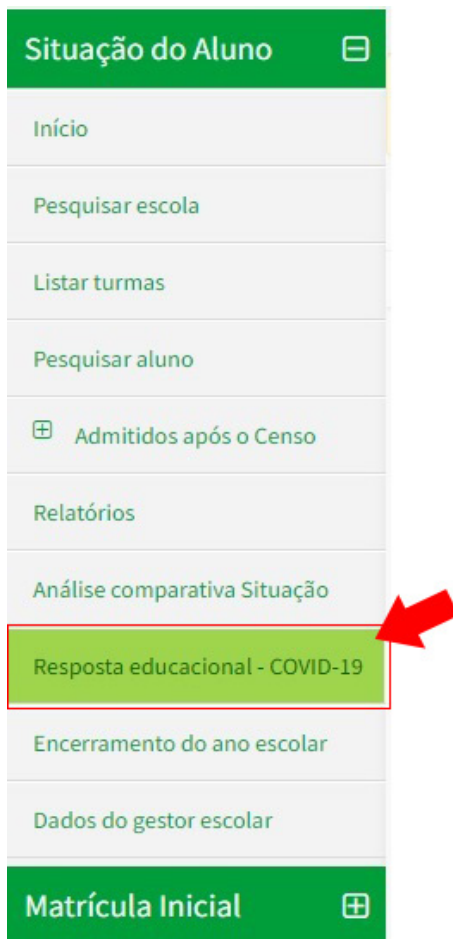 Situação do Aluno
Início
Pesquisar escola
Listar turmas
Pesquisar aluno
Admitidos após o Censo
Relatórios
Análise comparativa Situação
Resposta educacional - COVID-19
Encerramento do ano escolar
Dados do gestor escolar
Matrícula Inicial